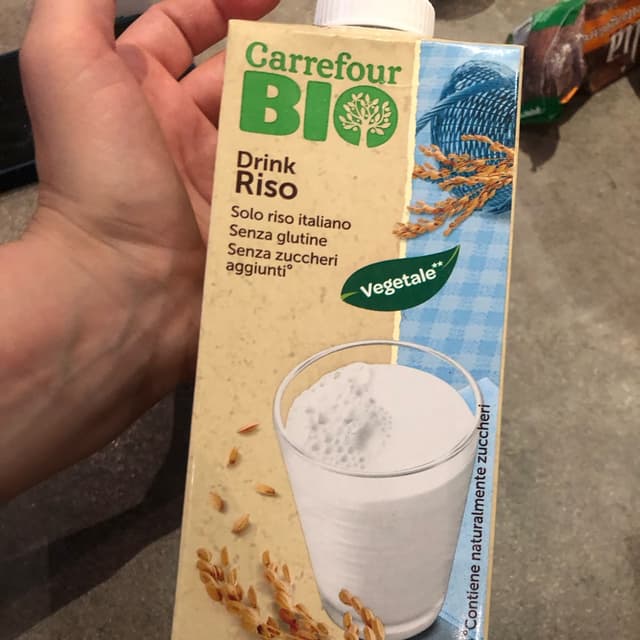 Carrefour
BIO
Drink
Riso
Solo riso italiano
Senza glutine
Senza zuccheri
aggiunti°
Vegetale**
°Contiene naturalmente zuccheri